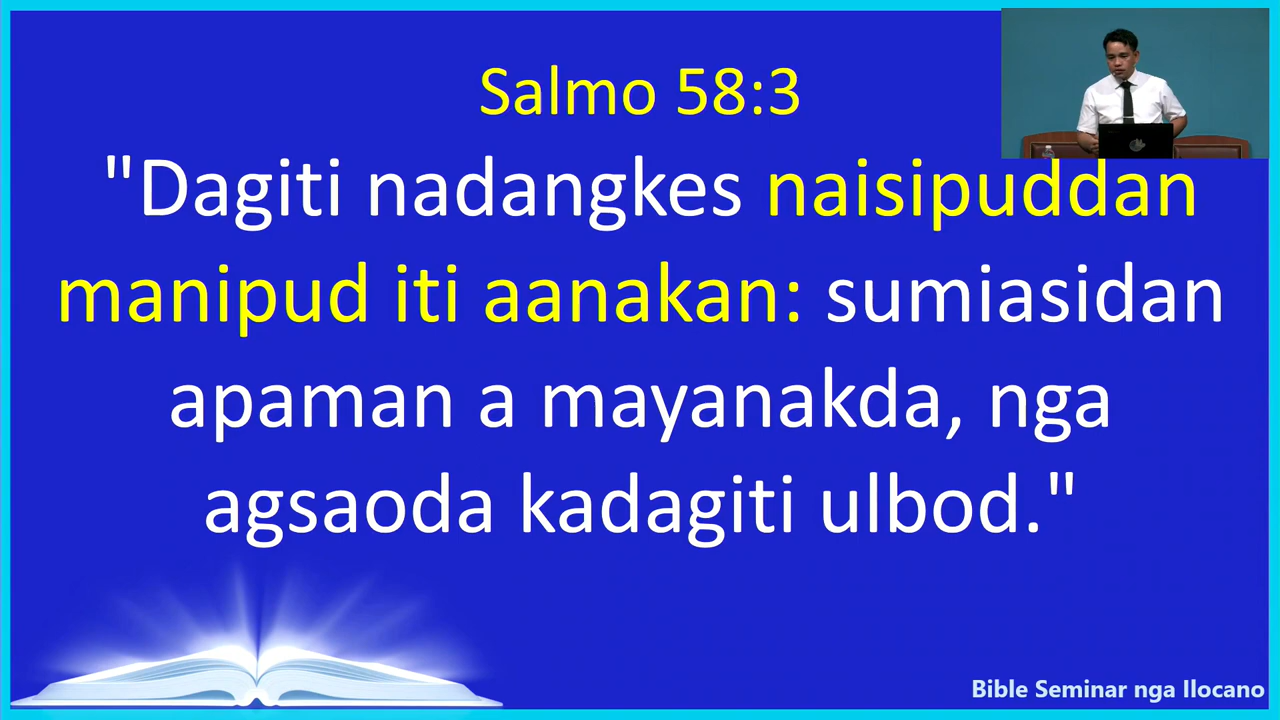 Salmo 58:3
"Dagiti nadangkes naisipuddan
manipud iti aanakan: sumiasidan
apaman a mayanakda, nga
agsaoda kadagiti ulbod."
Bible Seminar nga Ilocano